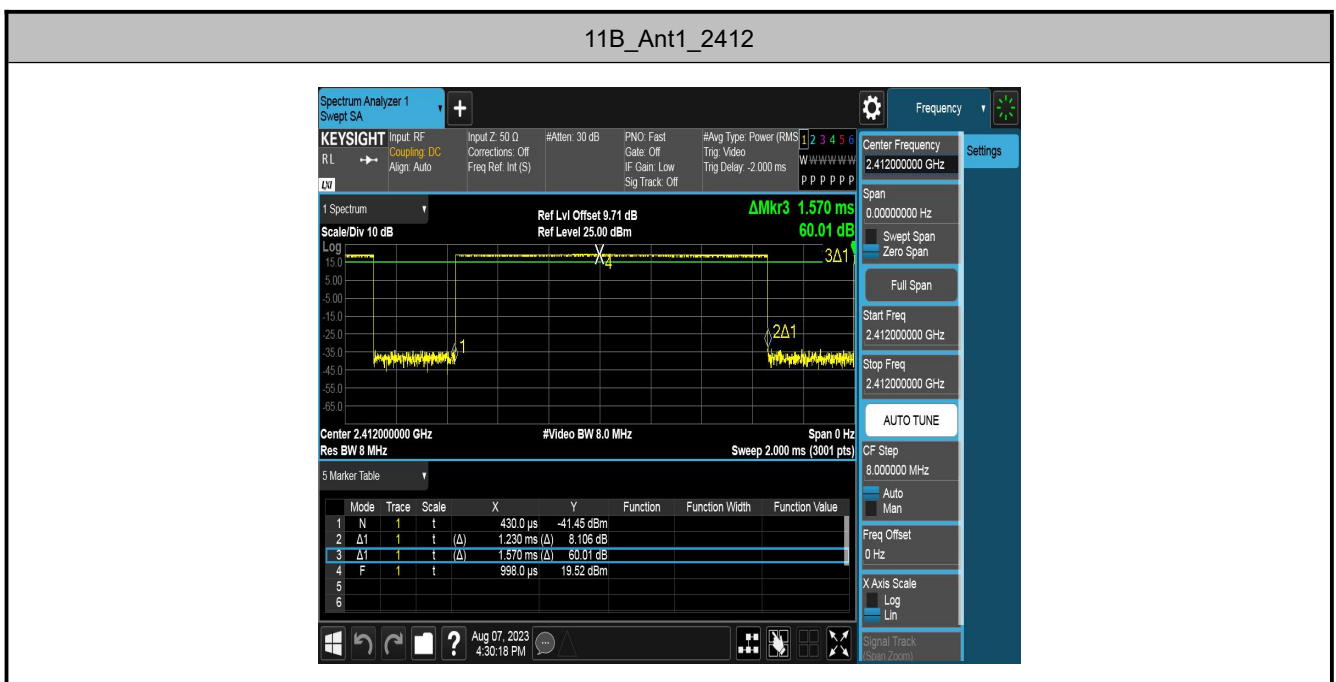 11B_Ant1_2412
Spectrum Analyzer 1
Swept SA
+
Frequency
KEYSIGHT
RL
LXI
Input: RF
Coupling: DC
Align: Auto
Input Z: 50 Ω
Corrections: Off
Freq Ref: Int (S)
#Atten: 30 dB
PNO: Fast
Gate: Off
IF Gain: Low
Sig Track: Off
#Avg Type: Power (RMS
Trig: Video
Trig Delay: -2.000 ms
1 2 3 4 5 6
W W W W W W
P P P P P P
Center Frequency
2.412000000 GHz
Settings
Span
0.00000000 Hz
Swept Span
Zero Span
Full Span
Start Freq
2.412000000 GHz
Stop Freq
2.412000000 GHz
AUTO TUNE
CF Step
8.000000 MHz
Auto
Man
Freq Offset
0 Hz
X Axis Scale
Log
Lin
Signal Track
(Span Zoom)
1 Spectrum
Scale/Div 10 dB
Ref Lvl Offset 9.71 dB
Ref Level 25.00 dBm
ΔMkr3 1.570 ms
60.01 dB
Log
15.0
5.00
-5.00
-15.0
-25.0
-35.0
-45.0
-55.0
-65.0
4
3Δ1
2Δ1
1
Center 2.412000000 GHz
#Video BW 8.0 MHz
Span 0 Hz
Res BW 8 MHz
Sweep 2.000 ms (3001 pts)
5 Marker Table
Mode Trace Scale X Y Function Function Width Function Value
1 N 1 t 430.0 µs -41.45 dBm
2 Δ1 1 t (Δ) 1.230 ms (Δ) 8.106 dB
3 Δ1 1 t (Δ) 1.570 ms (Δ) 60.01 dB
4 F 1 t 998.0 µs 19.52 dBm
5
6
?
Aug 07, 2023
4:30:18 PM